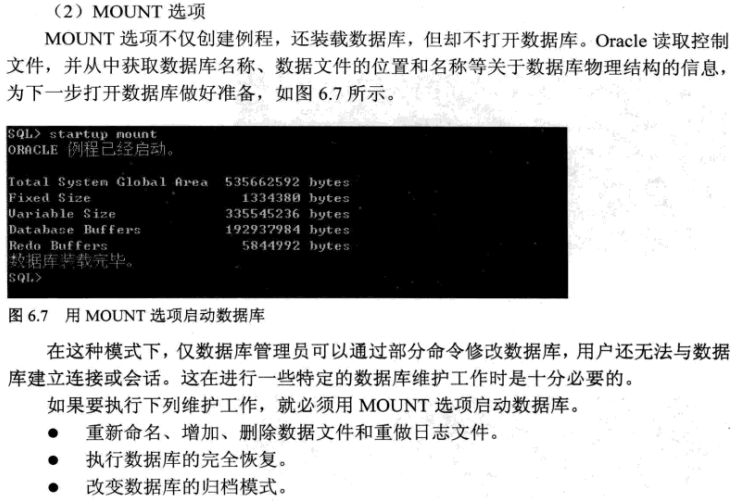 （2）MOUNT 选项
MOUNT 选项不仅创建例程，还装载数据库，但却不打开数据库。Oracle 读取控制
文件，并从中获取数据库名称、数据文件的位置和名称等关于数据库物理结构的信息，
为下一步打开数据库做好准备，如图 6.7 所示。
SQL> startup mount
ORACLE 例程已经启动。
Total System Global Area 535662592 bytes
Fixed Size 1334380 bytes
Variable Size 335545236 bytes
Database Buffers 192937984 bytes
Redo Buffers 5844992 bytes
数据库装载完毕。
SQL>
图 6.7 用 MOUNT 选项启动数据库
在这种模式下，仅数据库管理员可以通过部分命令修改数据库，用户还无法与数据
库建立连接或会话。这在进行一些特定的数据库维护工作时是十分必要的。
如果要执行下列维护工作，就必须用 MOUNT 选项启动数据库。
● 重新命名、增加、删除数据文件和重做日志文件。
● 执行数据库的完全恢复。
● 改变数据库的归档模式。